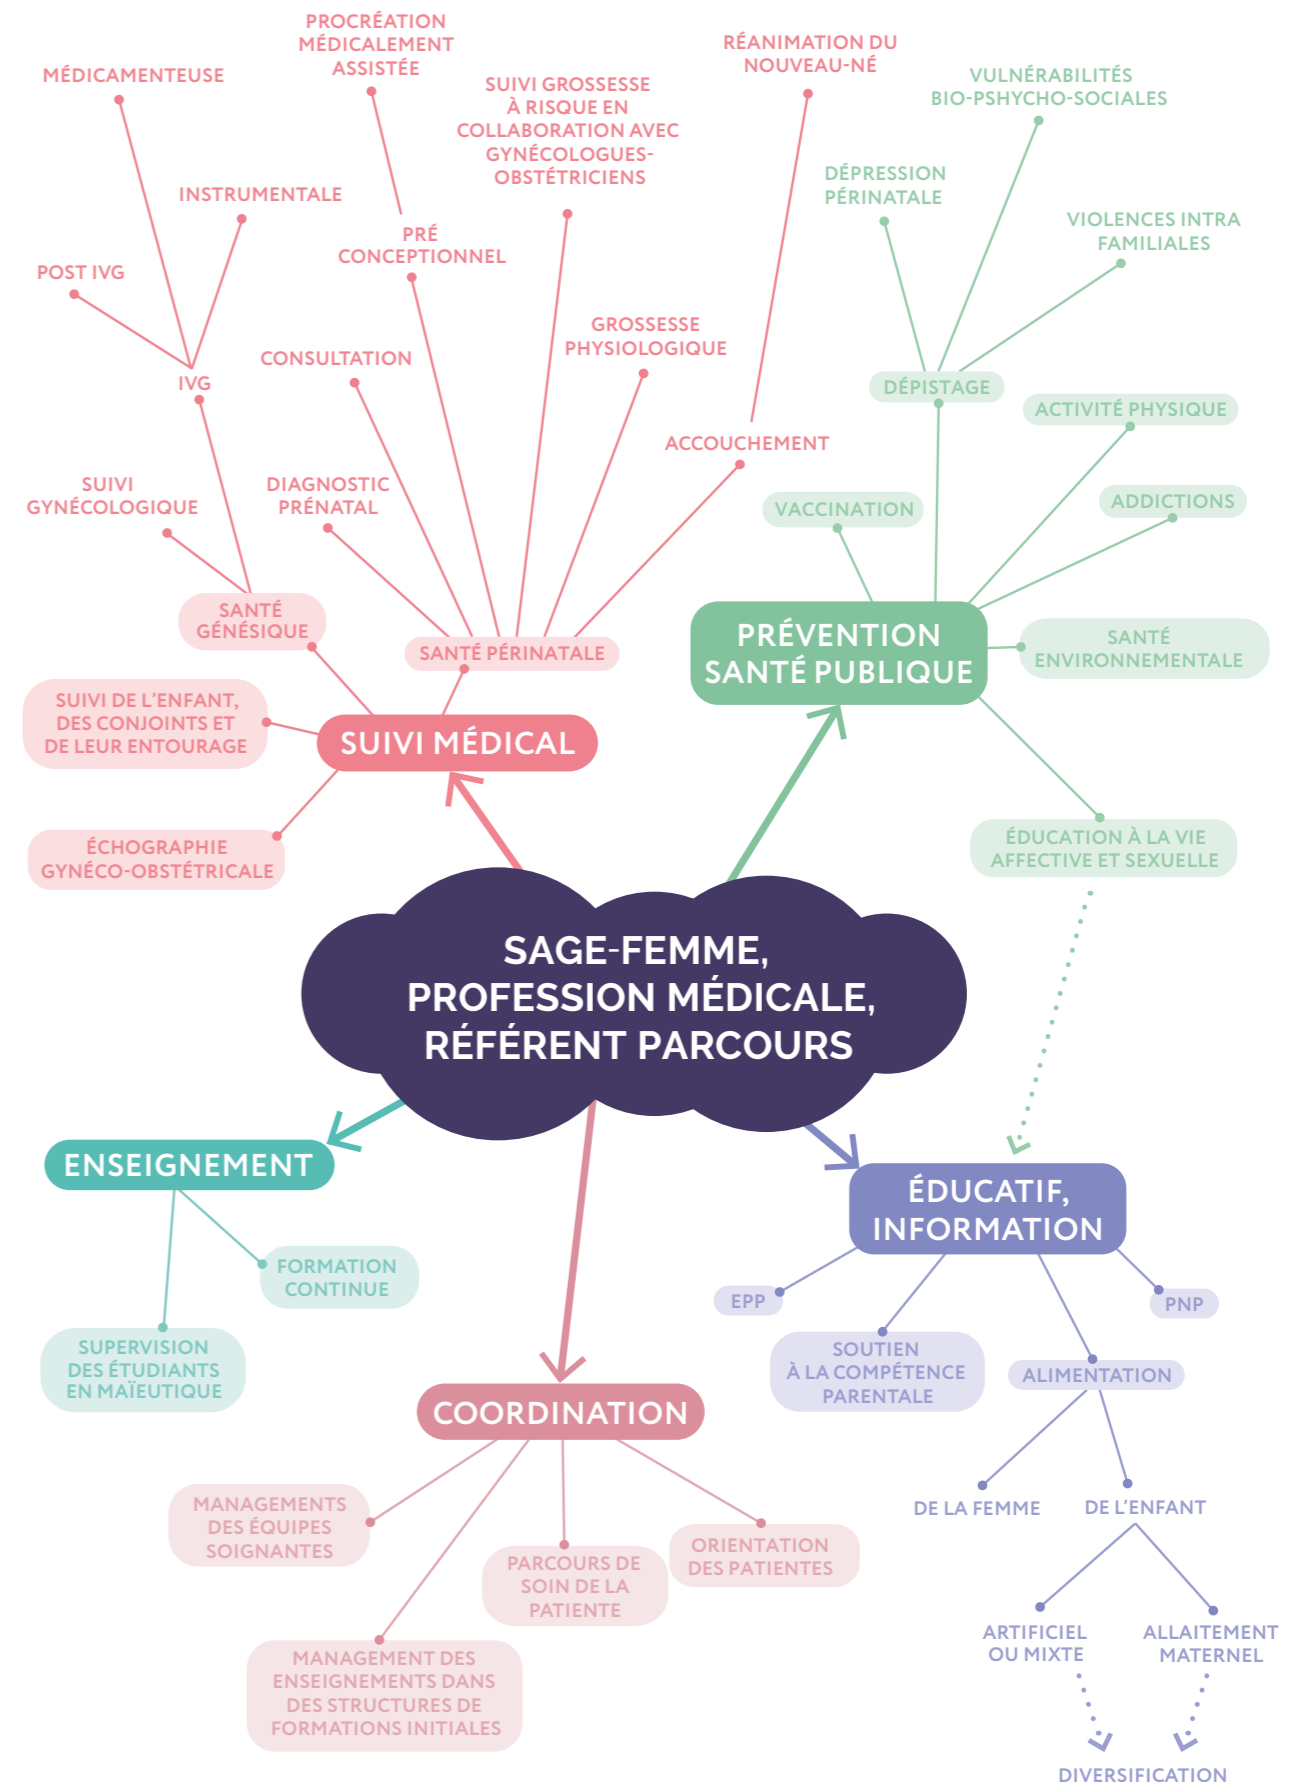 PROCRÉATION
MÉDICALEMENT
ASSISTÉE
MÉDICAMENTEUSE
SUIVI GROSSESSE
À RISQUE EN
COLLABORATION AVEC
GYNÉCOLOGUES-
OBSTÉTRICIENS
RÉANIMATION DU
NOUVEAU-NÉ
INSTRUMENTALE
PRÉ
CONCEPTIONNEL
POST IVG
GROSSESSE
PHYSIOLOGIQUE
CONSULTATION
IVG
ACCOUCHEMENT
SUIVI
GYNÉCOLOGIQUE
DIAGNOSTIC
PRÉNATAL
SANTÉ
GÉNÉSIQUE
SANTÉ PÉRINATALE
SUIVI DE L'ENFANT,
DES CONJOINTS ET
DE LEUR ENTOURAGE
SUIVI MÉDICAL
ÉCHOGRAPHIE
GYNÉCO-OBSTÉTRICALE
VULNÉRABILITÉS
BIO-PSHYCHO-SOCIALES
DÉPRESSION
PÉRINATALE
VIOLENCES INTRA
FAMILIALES
DÉPISTAGE
ACTIVITÉ PHYSIQUE
VACCINATION
ADDICTIONS
PRÉVENTION
SANTÉ PUBLIQUE
SANTÉ
ENVIRONNEMENTALE
ÉDUCATION À LA VIE
AFFECTIVE ET SEXUELLE
SAGE-FEMME,
PROFESSION MÉDICALE,
RÉFÉRENT PARCOURS
ENSEIGNEMENT
FORMATION
CONTINUE
SUPERVISION
DES ÉTUDIANTS
EN MAÏEUTIQUE
COORDINATION
MANAGEMENTS
DES ÉQUIPES
SOIGNANTES
PARCOURS DE
SOIN DE LA
PATIENTE
ORIENTATION
DES PATIENTES
MANAGEMENT DES
ENSEIGNEMENTS DANS
DES STRUCTURES DE
FORMATIONS INITIALES
ÉDUCATIF,
INFORMATION
EPP
PNP
SOUTIEN
À LA COMPÉTENCE
PARENTALE
ALIMENTATION
DE LA FEMME
DE L'ENFANT
ARTIFICIEL
OU MIXTE
ALLAITEMENT
MATERNEL
DIVERSIFICATION